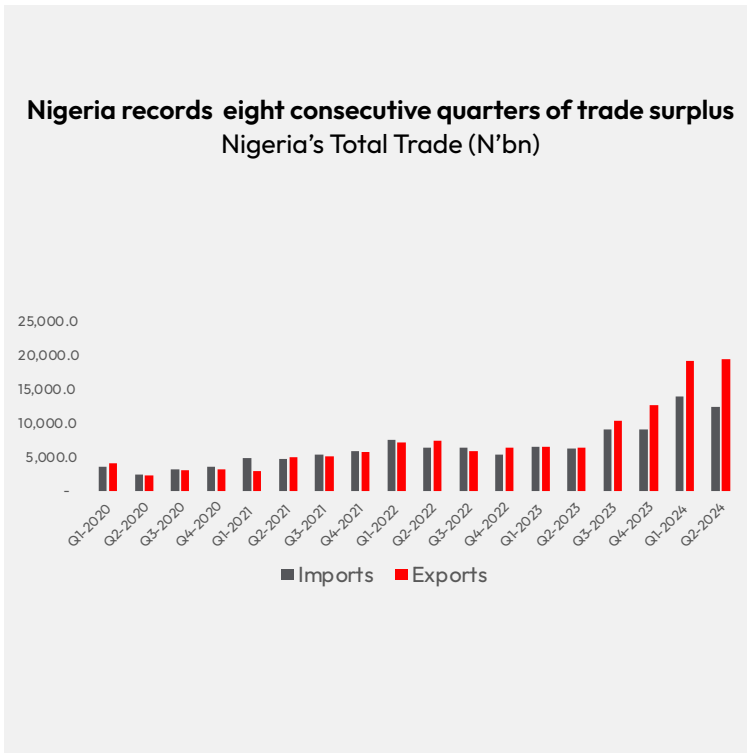 Nigeria records  eight consecutive quarters of trade surplus
Nigeria’s Total Trade (N’bn)
25,000.0
20,000.0
15,000.0
10,000.0
5,000.0
-
Q1-2020
Q2-2020
Q3-2020
Q4-2020
Q1-2021
Q2-2021
Q3-2021
Q4-2021
Q1-2022
Q2-2022
Q3-2022
Q4-2022
Q1-2023
Q2-2023
Q3-2023
Q4-2023
Q1-2024
Q2-2024
Imports Exports